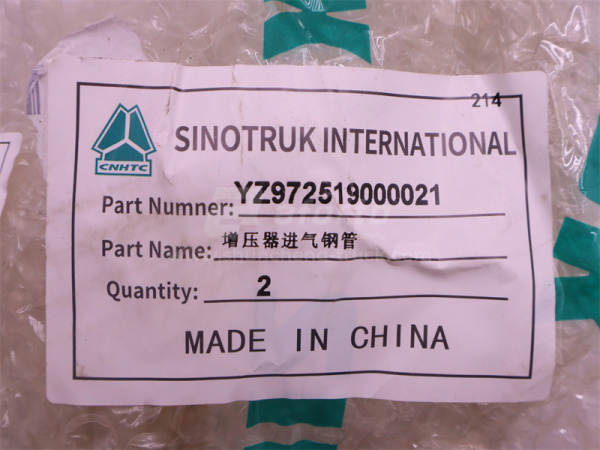 214
SINOTRUK INTERNATIONAL
CNHTC
Part Numner: YZ972519000021
Part Name: 增压器进气钢管
Quantity: 2
MADE IN CHINA